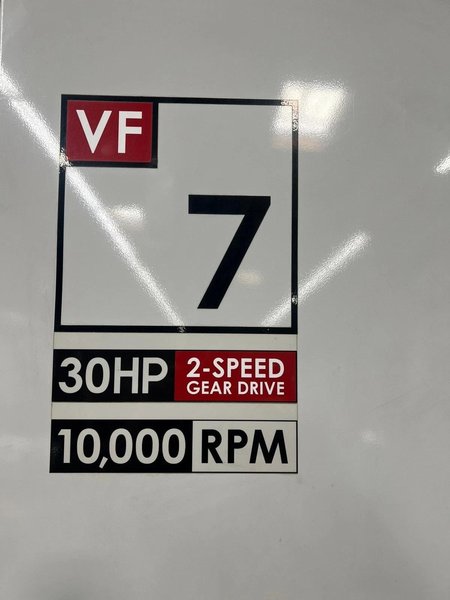 VF
7
30HP 2-SPEED
GEAR DRIVE
10,000 RPM